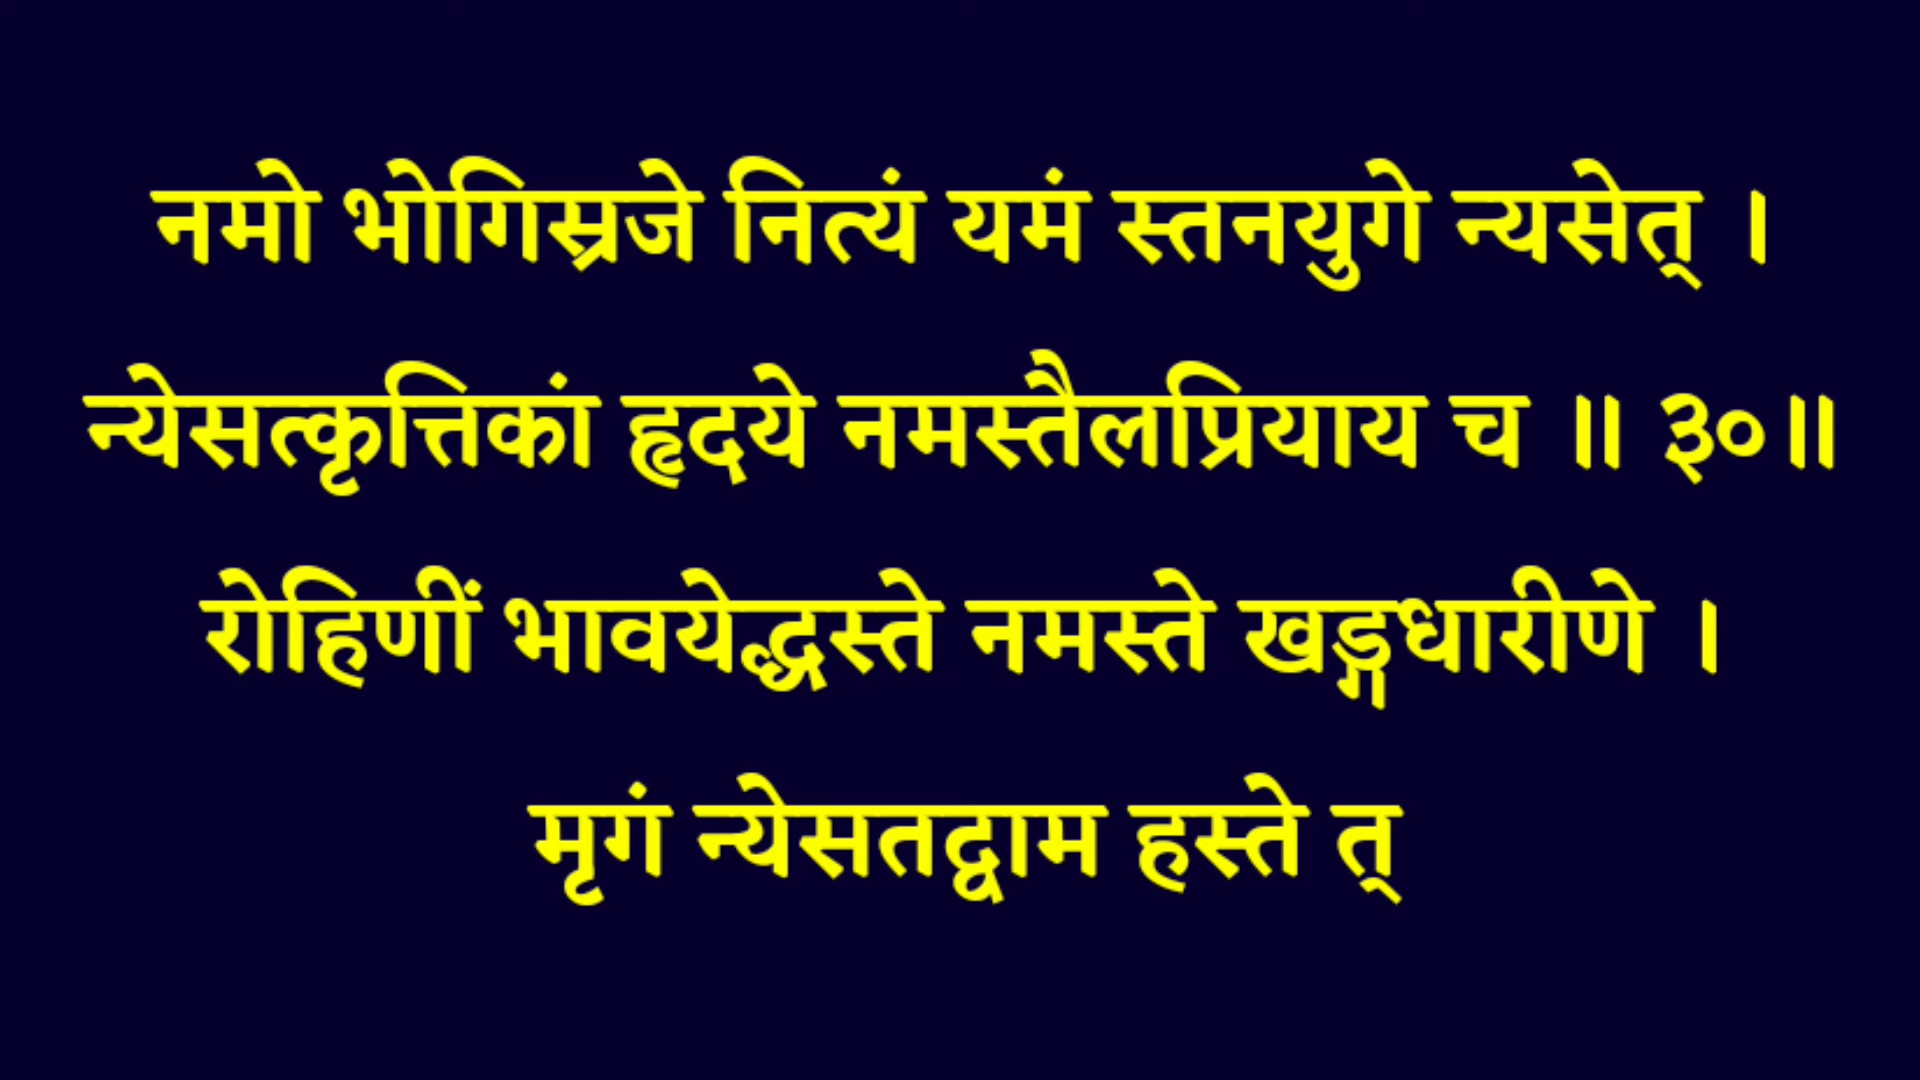 नमो भोगिस्रजे नित्यं यमं स्तनयुगे न्यसेत् ।
न्येसत्कृत्तिकां हृदये नमस्तैलप्रियाय च ॥ ३०॥
रोहिणीं भावयेद्धस्ते नमस्ते खड्गधारीणे ।
मृगं न्येसतद्वाम हस्ते त्